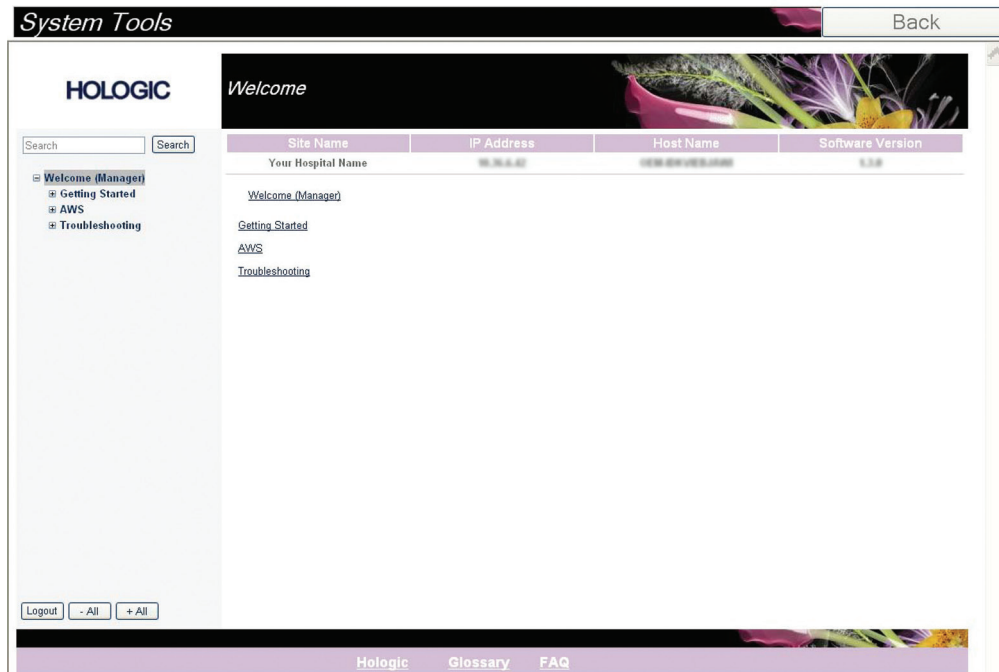 System Tools
Back
HOLOGIC
Welcome
Search
Search
Site Name IP Address Host Name Software Version
Your Hospital Name
Welcome (Manager)
Getting Started
AWS
Troubleshooting
Welcome (Manager)
Getting Started
AWS
Troubleshooting
Logout - All + All
Hologic Glossary FAQ